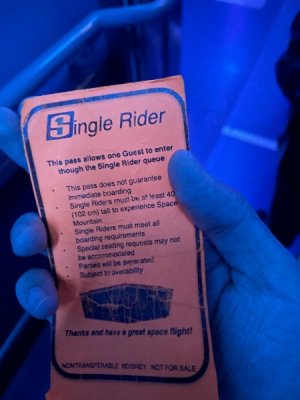 Single Rider
This pass allows one Guest to enter
though the Single Rider queue
• This pass does not guarantee
immediate boarding
• Single Riders must be at least 40
(102 cm) tall to experience Space
Mountain
• Single Riders must meet all
boarding requirements
• Special seating requests may not
be accommodated
• Parties will be separated
• Subject to availability
Thanks and have a great space flight!
NONTRANSFERABLE ©DISNEY NOT FOR SALE